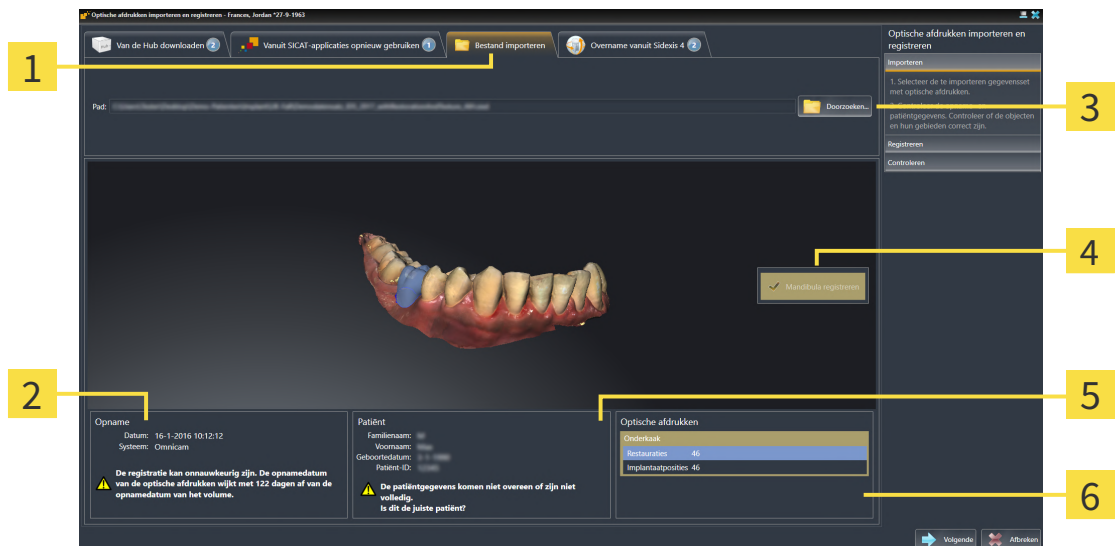 Optische afdrukken importeren en registreren - Frances, Jordan *27-9-1963
Van de Hub downloaden 2
Vanuit SICAT-applicaties opnieuw gebruiken 1
Bestand importeren
Overname vanuit Sidexis 4 2
Optische afdrukken importeren en
registreren
Importeren
1. Selecteer de te importeren gegevensset
met optische afdrukken.
patiëntgegevens. Controleer of de objecten
en hun gebieden correct zijn.
Registreren
Controleren
Pad:
Doorzoeken...
Mandibula registreren
Opname
Datum: 16-1-2016 10:12:12
Systeem: Omnicam
De registratie kan onnauwkeurig zijn. De opnamedatum
van de optische afdrukken wijkt met 122 dagen af van de
opnamedatum van het volume.
Patiënt
Familienaam:
Voornaam:
Geboortedatum:
Patiënt-ID:
De patiëntgegevens komen niet overeen of zijn niet
volledig.
Is dit de juiste patiënt?
Optische afdrukken
Onderkaak
Restauraties 46
Implantaatposities 46
Volgende
Afbreken
1
2
3
4
5
6